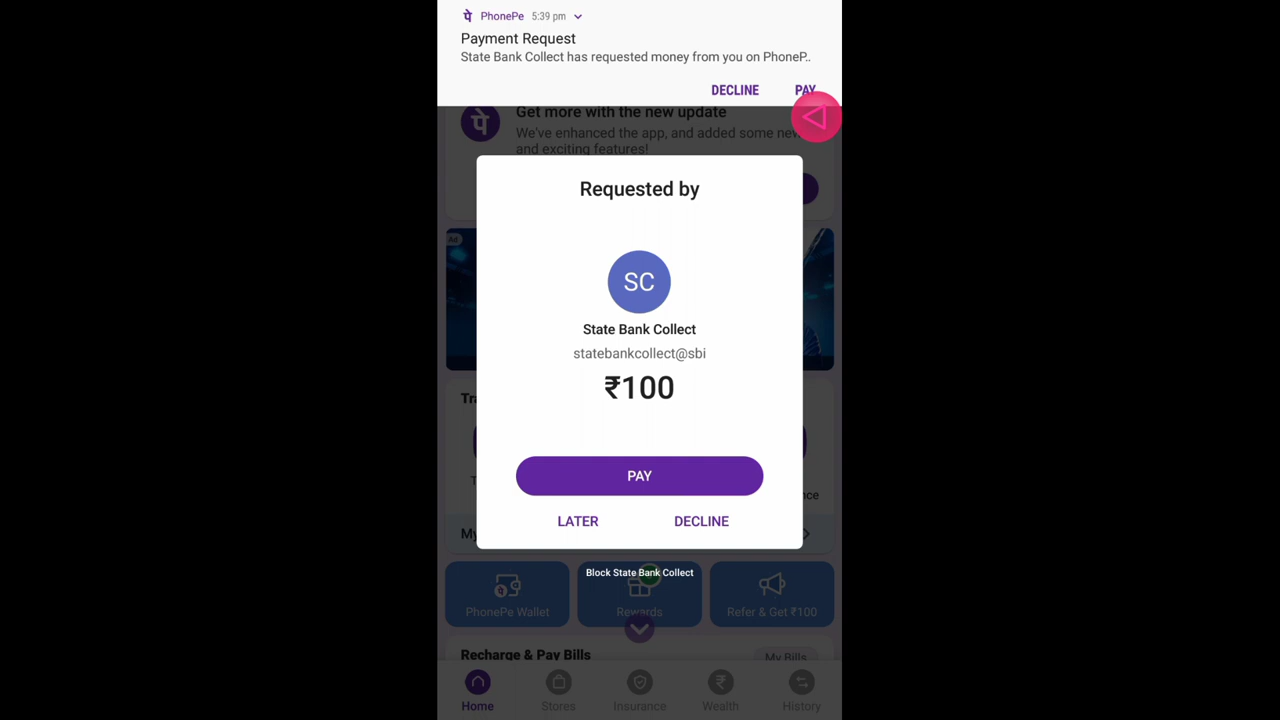 पे PhonePe 5:39 pm
Payment Request
State Bank Collect has requested money from you on PhoneP..
DECLINE PAY
पे Get more with the new update
We've enhanced the app, and added some new
and exciting features!
Ad
Requested by
SC
State Bank Collect
statebankcollect@sbi
₹100
PAY
LATER DECLINE
Block State Bank Collect
PhonePe Wallet Rewards Refer & Get ₹100
Recharge & Pay Bills My Bills
Home Stores Insurance Wealth History